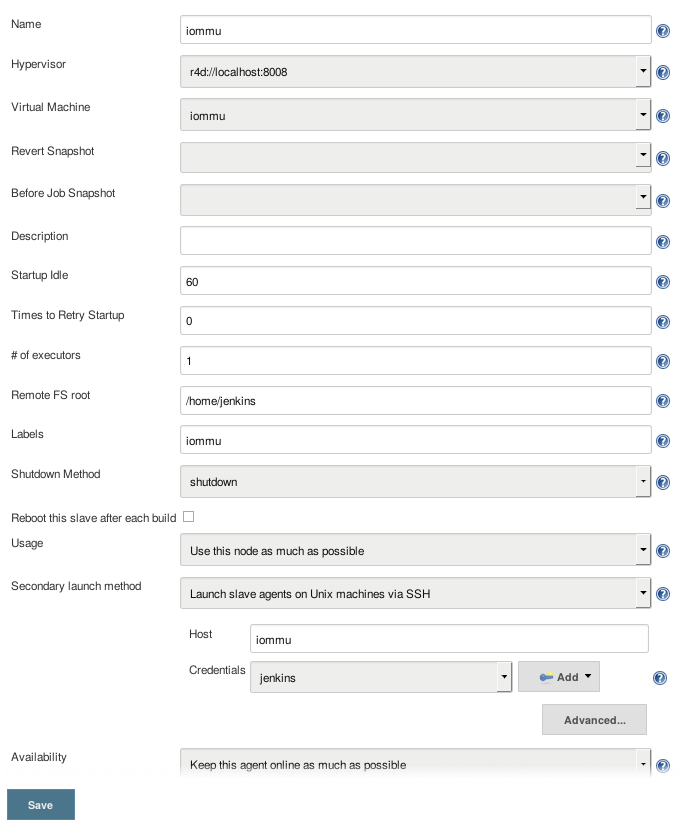 Name
iommu
Hypervisor
r4d://localhost:8008
Virtual Machine
iommu
Revert Snapshot
Before Job Snapshot
Description
Startup Idle
60
Times to Retry Startup
0
# of executors
1
Remote FS root
/home/jenkins
Labels
iommu
Shutdown Method
shutdown
Reboot this slave after each build
Usage
Use this node as much as possible
Secondary launch method
Launch slave agents on Unix machines via SSH
Host
iommu
Credentials
jenkins
Add
Advanced...
Availability
Keep this agent online as much as possible
Save